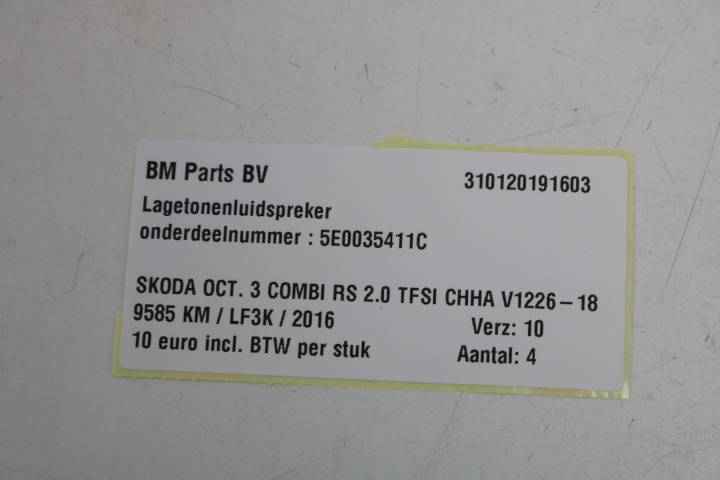 BM Parts BV 310120191603
Lagetonenluidspreker
onderdeelnummer : 5E0035411C
SKODA OCT. 3 COMBI RS 2.0 TFSI CHHA V1226-18
9585 KM / LF3K / 2016 Verz: 10
10 euro incl. BTW per stuk Aantal: 4